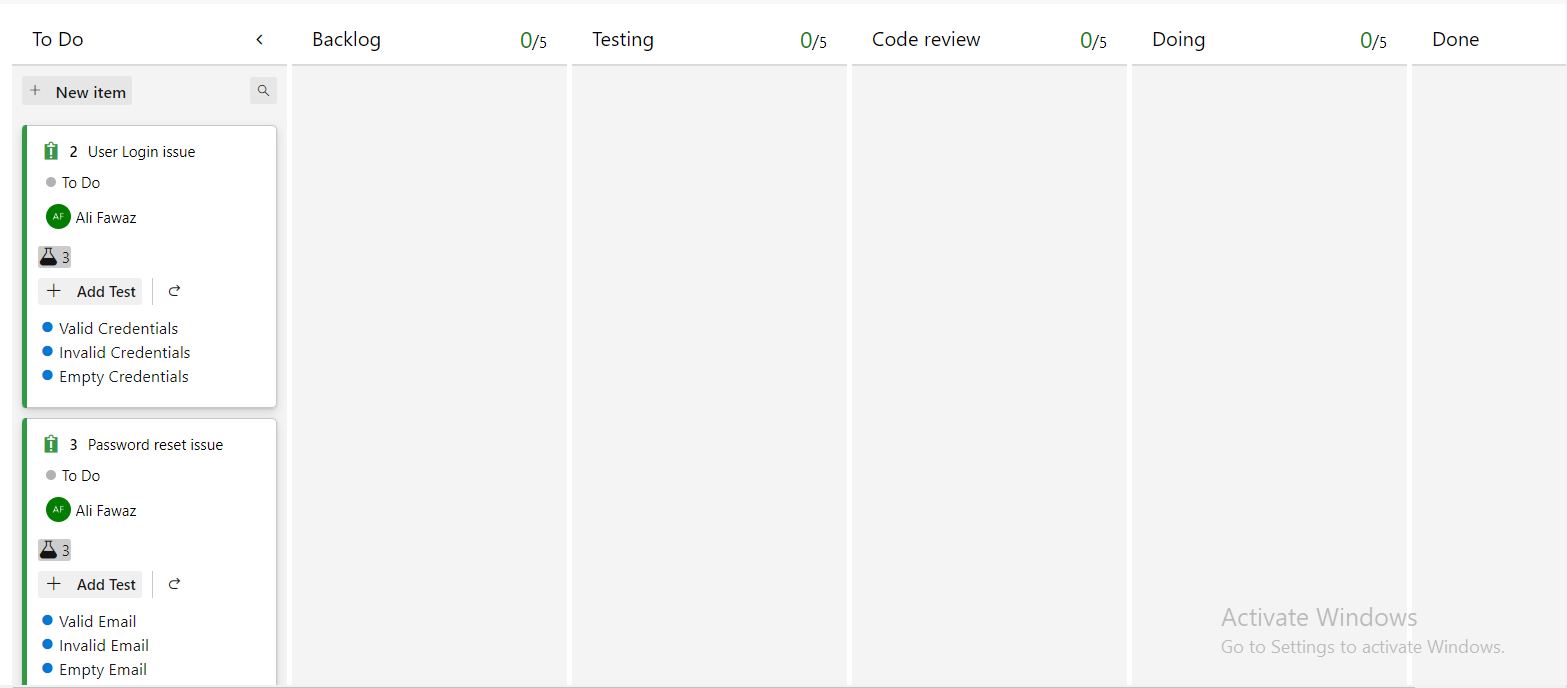 To Do
Backlog 0/5
Testing 0/5
Code review 0/5
Doing 0/5
Done
+ New item
2 User Login issue
To Do
AF Ali Fawaz
3
+ Add Test
Valid Credentials
Invalid Credentials
Empty Credentials
3 Password reset issue
To Do
AF Ali Fawaz
3
+ Add Test
Valid Email
Invalid Email
Empty Email
Activate Windows
Go to Settings to activate Windows.